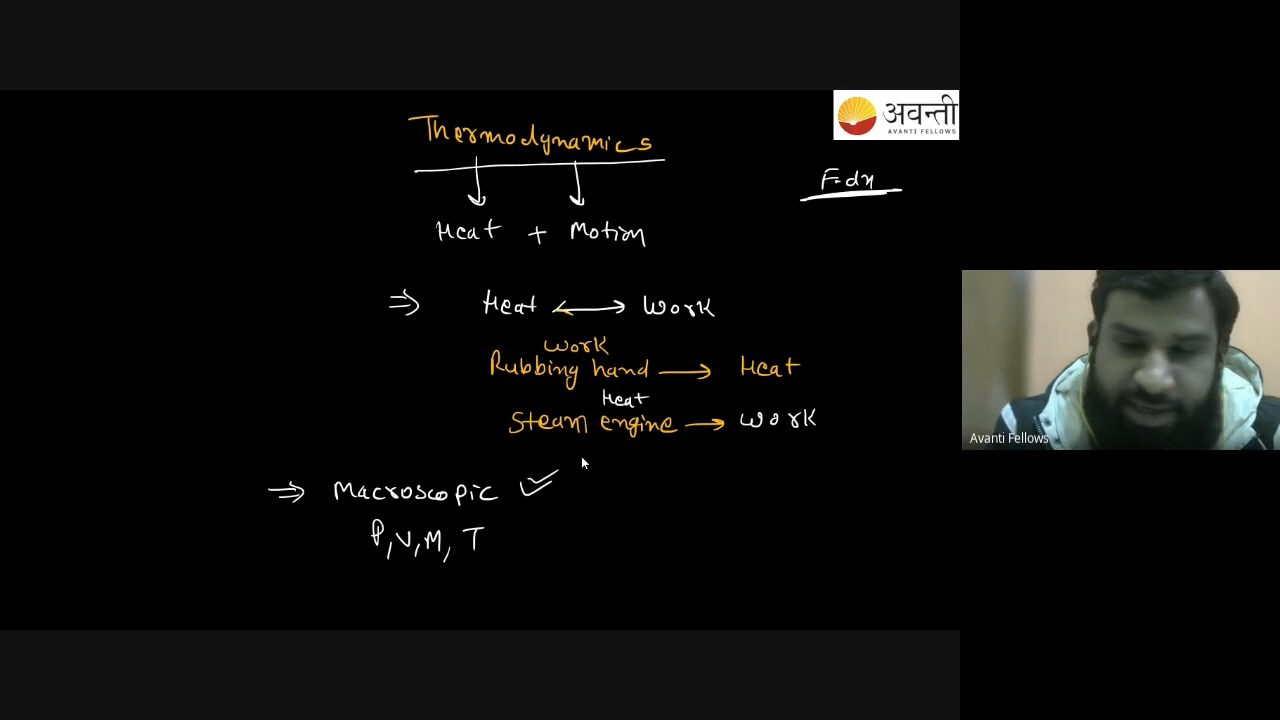 Thermodynamics
अवन्ती
AVANTI FELLOWS
F.dx
Heat + Motion
⇒ Heat ⟷ Work
Work
Rubbing hand → Heat
Heat
Steam engine → Work
⇒ Macroscopic ✓
P, V, M, T
Avanti Fellows